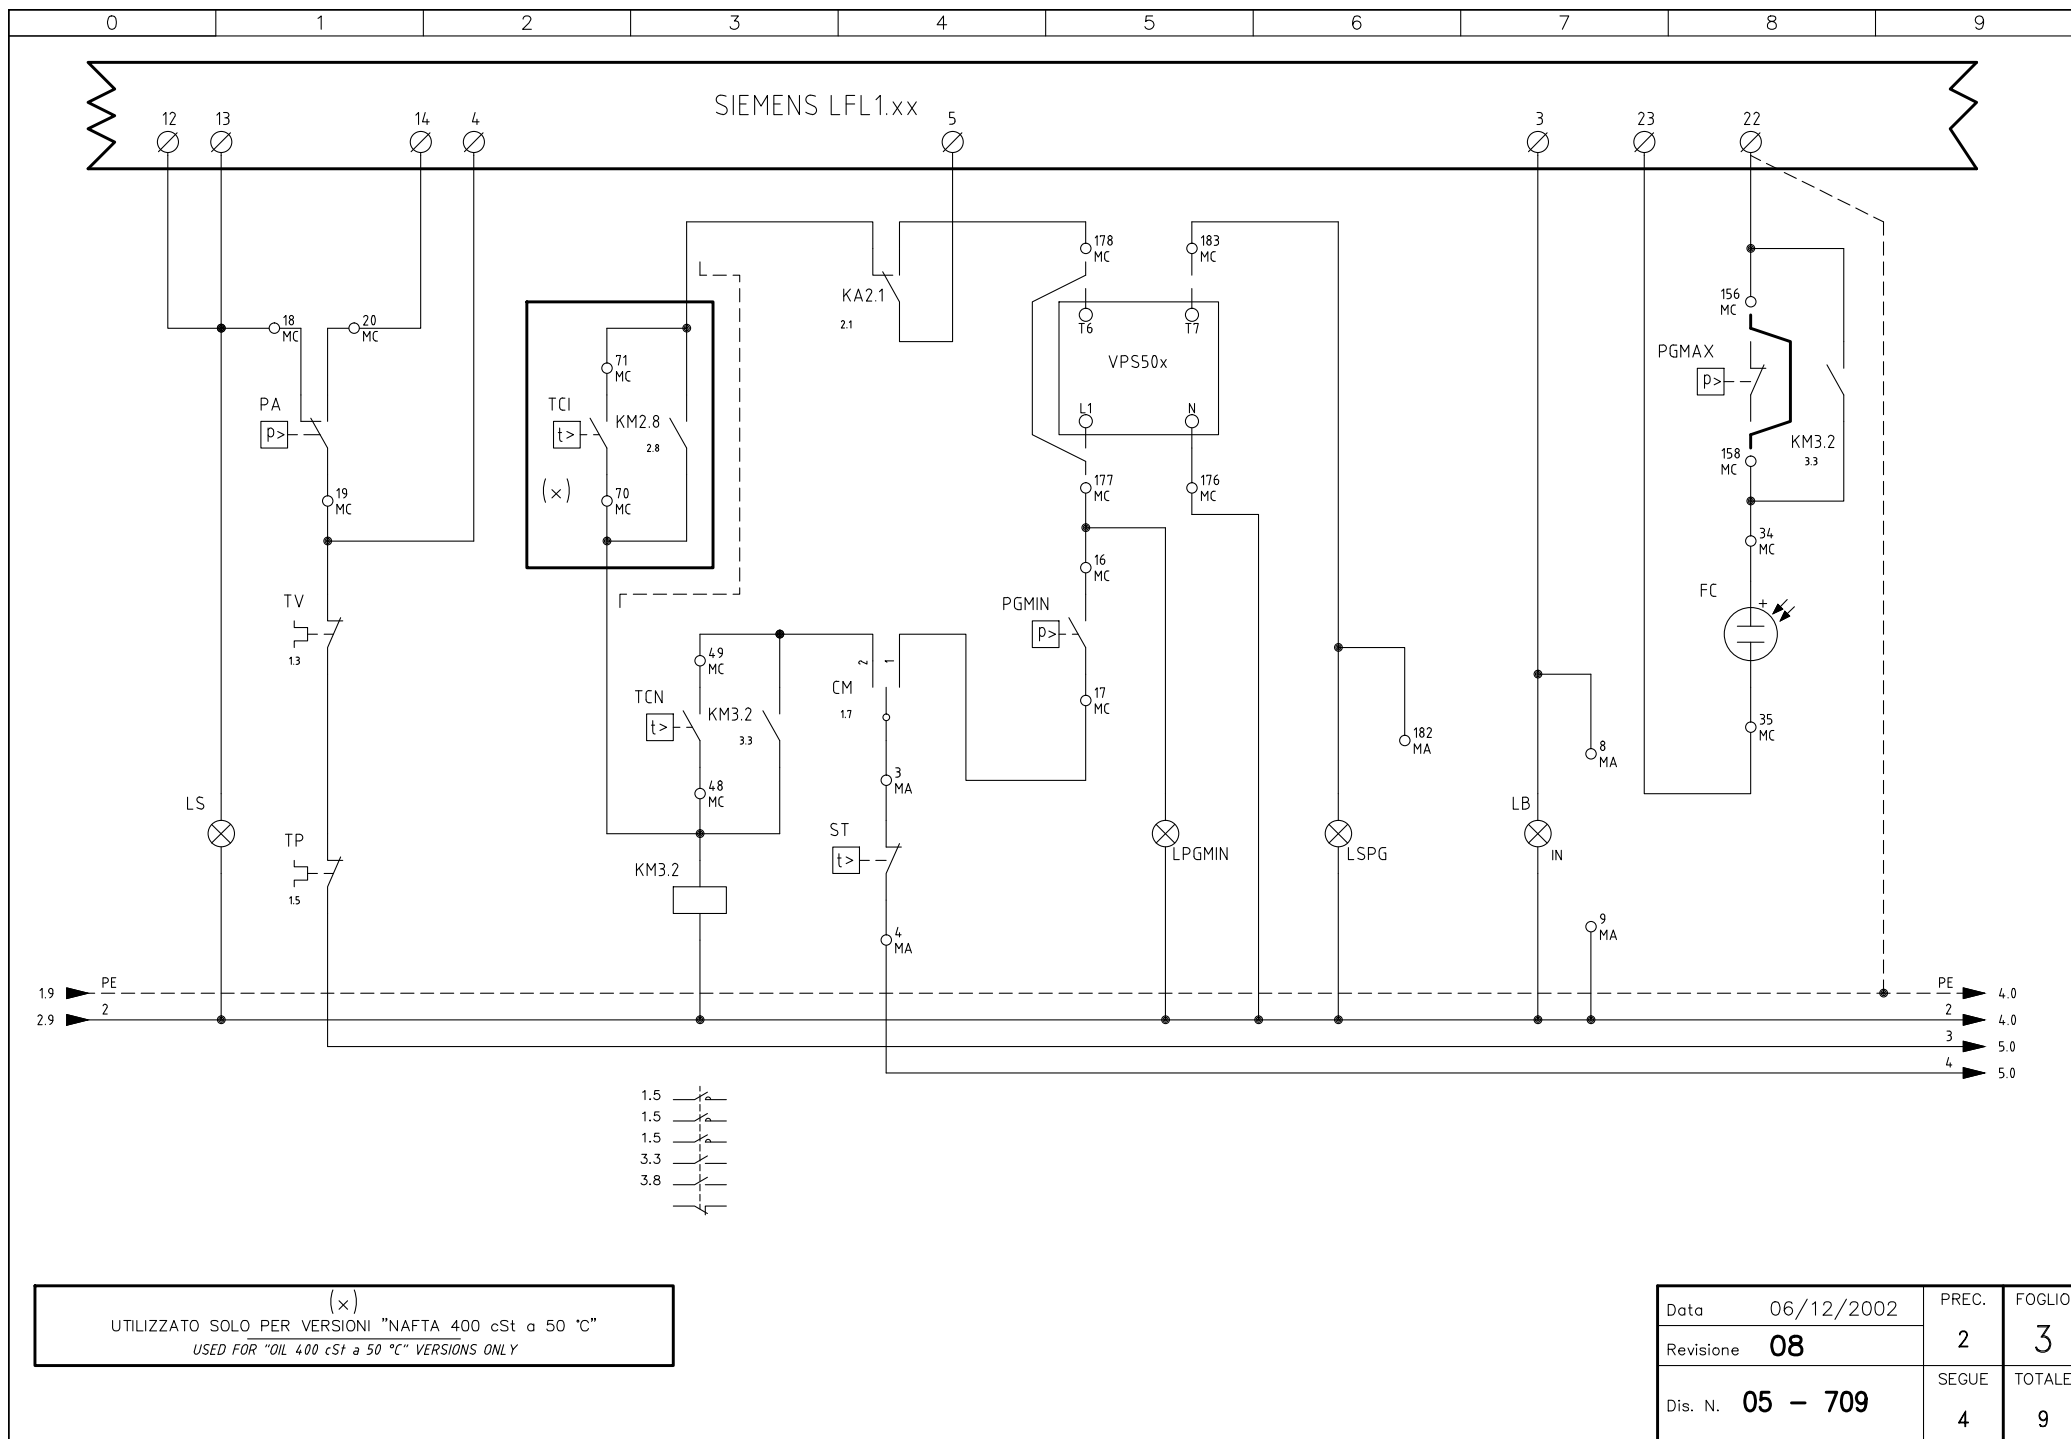 0 1 2 3 4 5 6 7 8 9
SIEMENS LFL1.xx
12 13 14 4 5 3 23 22
178
MC
183
MC
KA2.1
2.1
156
MC
18
MC
20
MC
T6
T7
VPS50x
PGMAX
p>
71
MC
TCI
t>
KM2.8
2.8
PA
p>
L1
N
KM3.2
3.3
158
MC
(x)
70
MC
19
MC
177
MC
176
MC
34
MC
16
MC
TV
1.3
PGMIN
p>
FC
+
49
MC
2
1
CM
1.7
TCN
t>
KM3.2
3.3
17
MC
182
MA
8
MA
35
MC
3
MA
48
MC
LS
LB
IN
TP
1.5
ST
t>
LPGMIN
LSPG
KM3.2
4
MA
9
MA
1.9 PE PE 4.0
2.9 2 2 4.0
3 5.0
4 5.0
1.5
1.5
1.5
3.3
3.8
(x)
UTILIZZATO SOLO PER VERSIONI "NAFTA 400 cSt a 50 °C"
USED FOR "OIL 400 cSt a 50 °C" VERSIONS ONLY
Data 06/12/2002
Revisione 08
Dis. N. 05 - 709
PREC.
2
FOGLIO
3
SEGUE
4
TOTALE
9